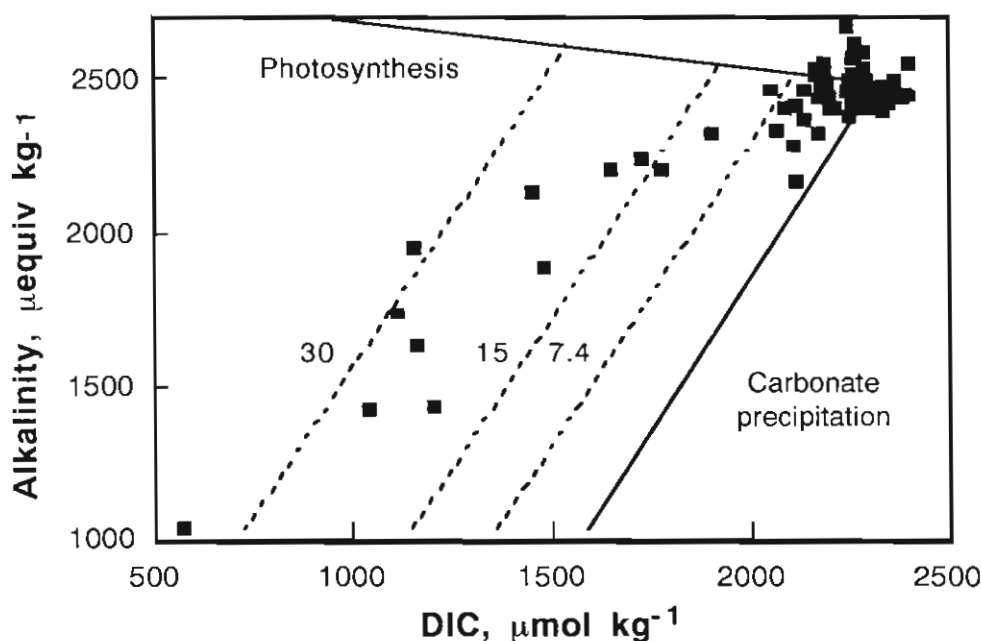 Photosynthesis
2500
2000
1500
1000
Alkalinity, μequiv kg-1
30
15
7.4
Carbonate
precipitation
500
1000
1500
2000
2500
DIC, μmol kg-1